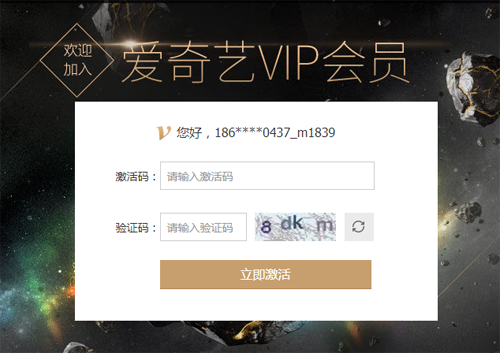 欢迎
加入
爱奇艺VIP会员
您好，186****0437_m1839
激活码： 请输入激活码
验证码： 请输入验证码 8 dk m
立即激活